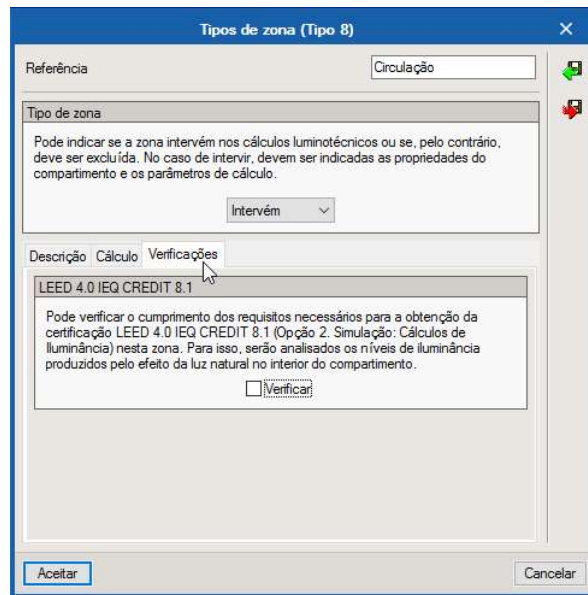 Tipos de zona (Tipo 8)
Referência
Circulação
Tipo de zona
Pode indicar se a zona intervém nos cálculos luminotécnicos ou se, pelo contrário,
deve ser excluída. No caso de intervir, devem ser indicadas as propriedades do
compartimento e os parâmetros de cálculo.
Intervém
Descrição Cálculo Verificações
LEED 4.0 IEQ CREDIT 8.1
Pode verificar o cumprimento dos requisitos necessários para a obtenção da
certificação LEED 4.0 IEQ CREDIT 8.1 (Opção 2. Simulação: Cálculos de
Iluminância) nesta zona. Para isso, serão analisados os níveis de iluminância
produzidos pelo efeito da luz natural no interior do compartimento.
Verificar
Aceitar
Cancelar